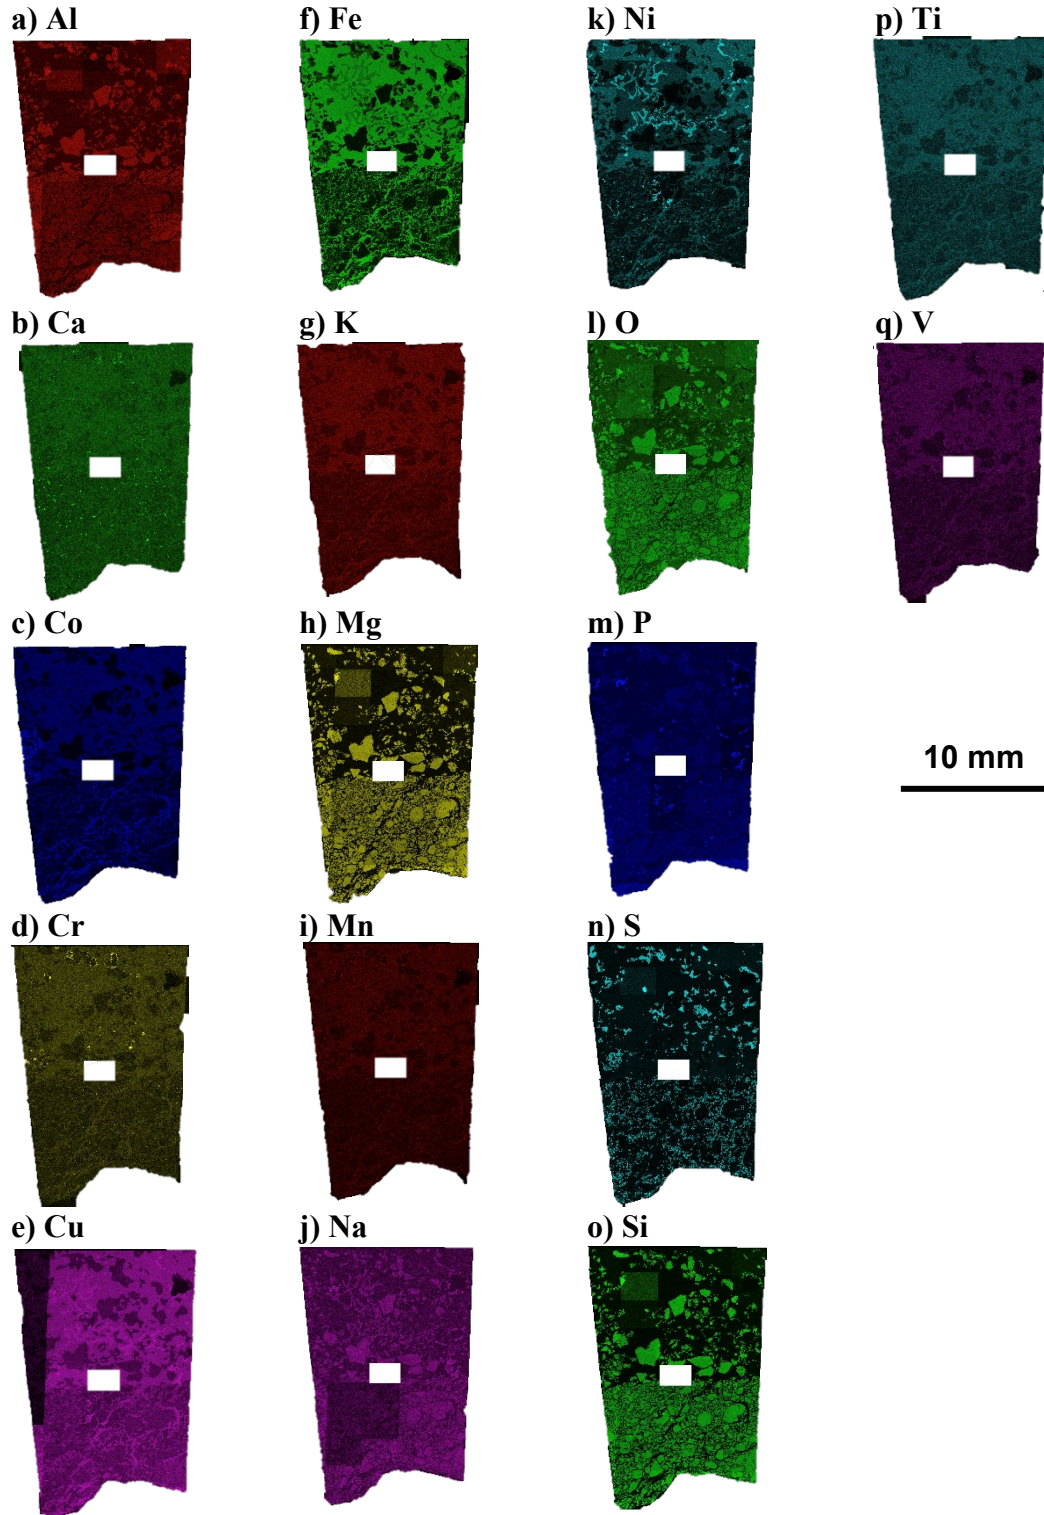 a) Al
f) Fe
k) Ni
p) Ti
b) Ca
g) K
l) O
q) V
c) Co
h) Mg
m) P
10 mm
d) Cr
i) Mn
n) S
e) Cu
j) Na
o) Si